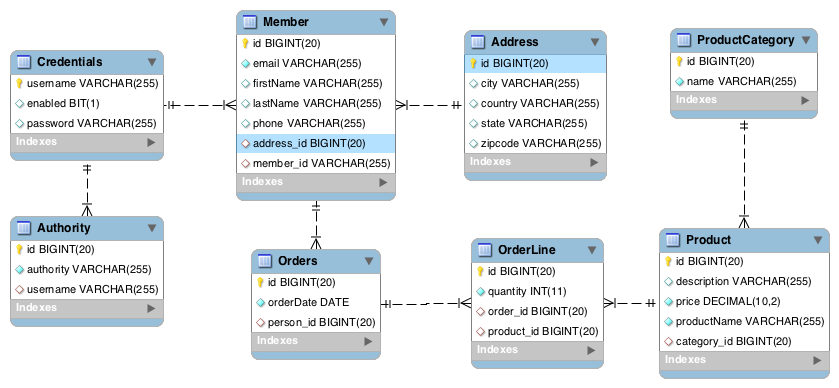 Credentials
username VARCHAR(255)
enabled BIT(1)
password VARCHAR(255)
Indexes
Member
id BIGINT(20)
email VARCHAR(255)
firstName VARCHAR(255)
lastName VARCHAR(255)
phone VARCHAR(255)
address_id BIGINT(20)
member_id VARCHAR(255)
Indexes
Address
id BIGINT(20)
city VARCHAR(255)
country VARCHAR(255)
state VARCHAR(255)
zipcode VARCHAR(255)
Indexes
ProductCategory
id BIGINT(20)
name VARCHAR(255)
Indexes
Authority
id BIGINT(20)
authority VARCHAR(255)
username VARCHAR(255)
Indexes
Orders
id BIGINT(20)
orderDate DATE
person_id BIGINT(20)
Indexes
OrderLine
id BIGINT(20)
quantity INT(11)
order_id BIGINT(20)
product_id BIGINT(20)
Indexes
Product
id BIGINT(20)
description VARCHAR(255)
price DECIMAL(10,2)
productName VARCHAR(255)
category_id BIGINT(20)
Indexes